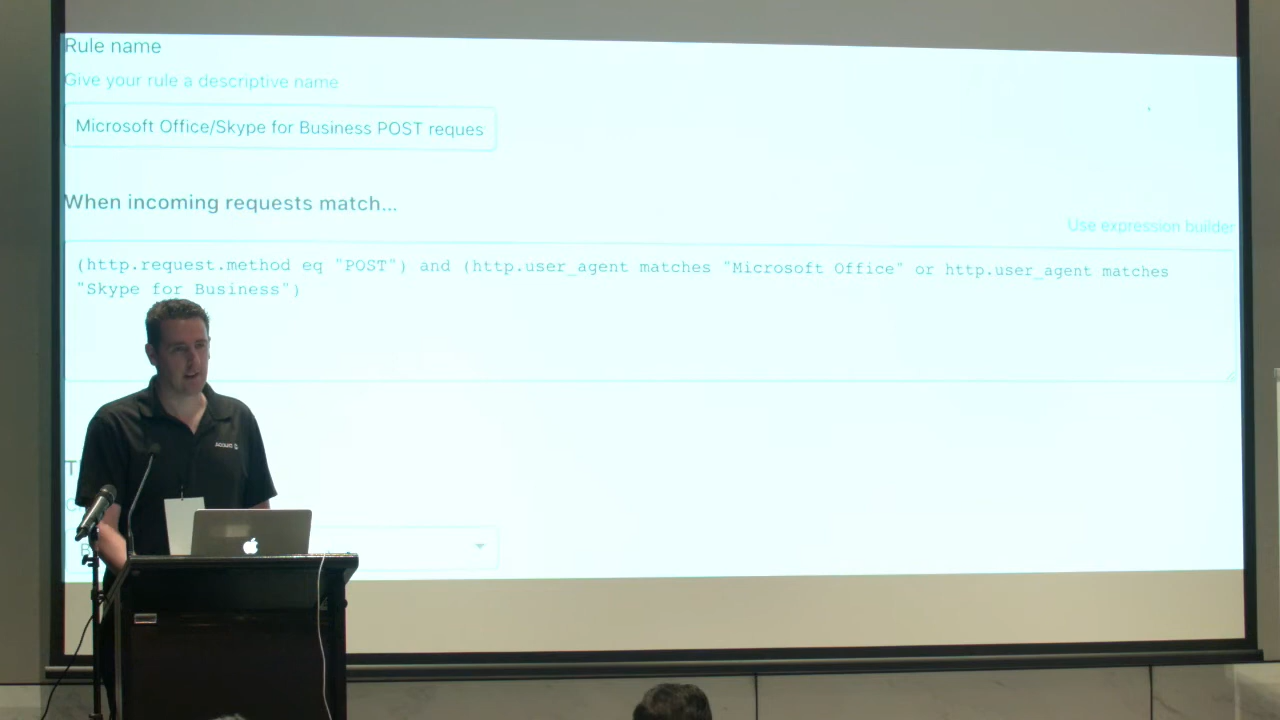 Rule name
Give your rule a descriptive name
Microsoft Office/Skype for Business POST reques
When incoming requests match...
Use expression builder
(http.request.method eq "POST") and (http.user_agent matches "Microsoft Office" or http.user_agent matches
"Skype for Business")